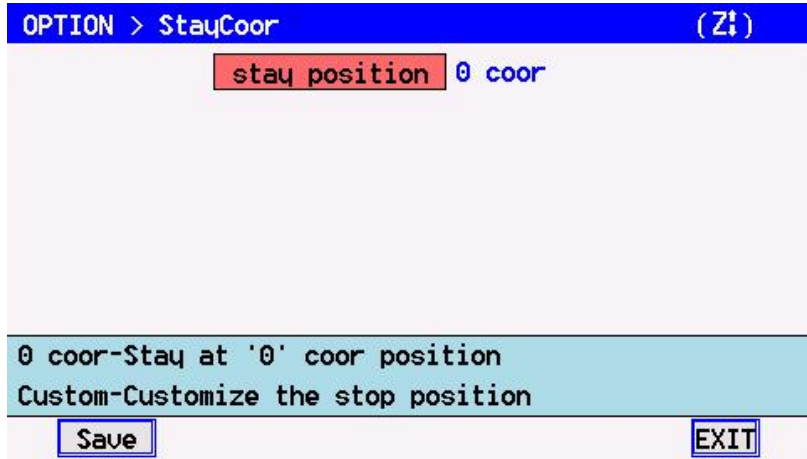 OPTION > StayCoor (Z↕)
stay position 0 coor
0 coor-Stay at '0' coor position
Custom-Customize the stop position
Save EXIT